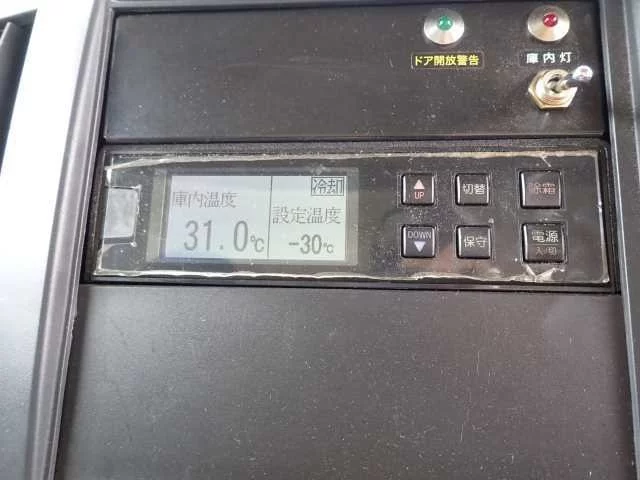 ドア開放警告
庫内灯
冷却
庫内温度
設定温度
31.0℃
-30℃
UP
切替
除霜
DOWN
保守
電源
入/切